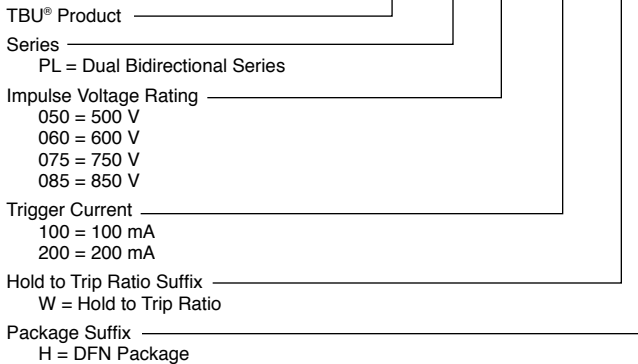 TBU® Product
Series
PL = Dual Bidirectional Series
Impulse Voltage Rating
050 = 500 V
060 = 600 V
075 = 750 V
085 = 850 V
Trigger Current
100 = 100 mA
200 = 200 mA
Hold to Trip Ratio Suffix
W = Hold to Trip Ratio
Package Suffix
H = DFN Package